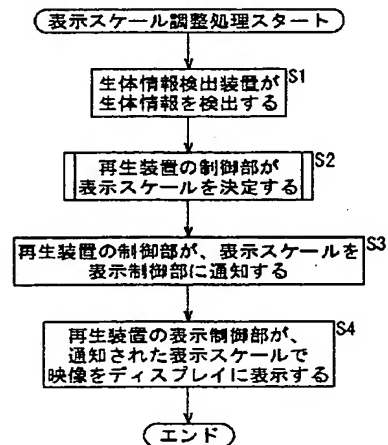 表示スケール調整処理スタート
S1
生体情報検出装置が
生体情報を検出する
S2
再生装置の制御部が
表示スケールを決定する
S3
再生装置の制御部が、表示スケールを
表示制御部に通知する
S4
再生装置の表示制御部が、
通知された表示スケールで
映像をディスプレイに表示する
エンド